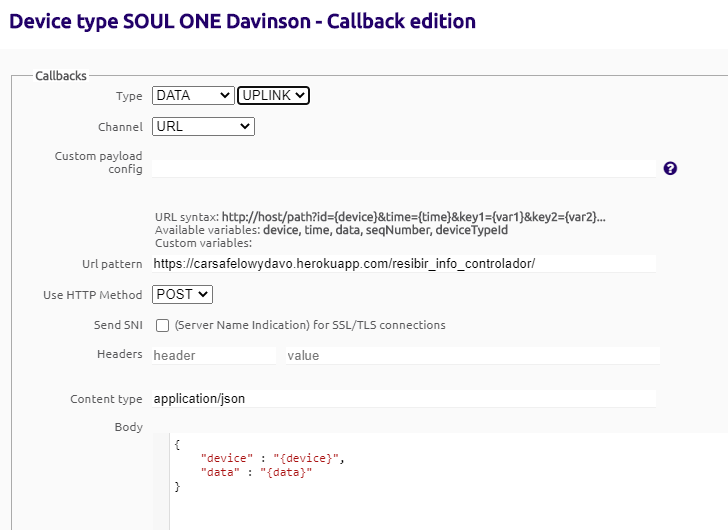 Device type SOUL ONE Davinson - Callback edition
Callbacks
Type DATA UPLINK
Channel URL
Custom payload
config
?
URL syntax: http://host/path?id={device}&time={time}&key1={var1}&key2={var2}...
Available variables: device, time, data, seqNumber, deviceTypeId
Custom variables:
Url pattern https://carsafelowydavo.herokuapp.com/resibir_info_controlador/
Use HTTP Method POST
Send SNI (Server Name Indication) for SSL/TLS connections
Headers header value
Content type application/json
Body
{
"device" : "{device}",
"data" : "{data}"
}